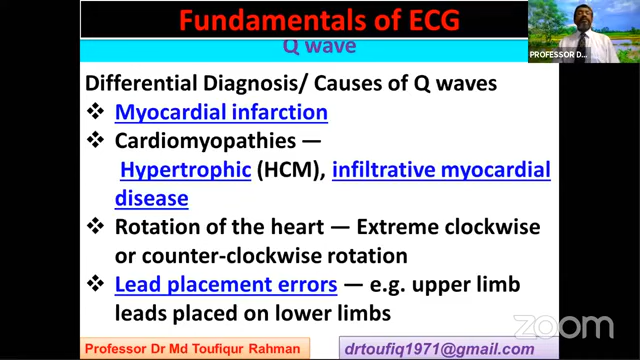 Fundamentals of ECG
Q wave
PROFESSOR D...
Differential Diagnosis/ Causes of Q waves
❖ Myocardial infarction
❖ Cardiomyopathies —
Hypertrophic (HCM), infiltrative myocardial
disease
❖ Rotation of the heart — Extreme clockwise
or counter-clockwise rotation
❖ Lead placement errors — e.g. upper limb
leads placed on lower limbs
zoom
Professor Dr Md Toufiqur Rahman
drtoufiq1971@gmail.com